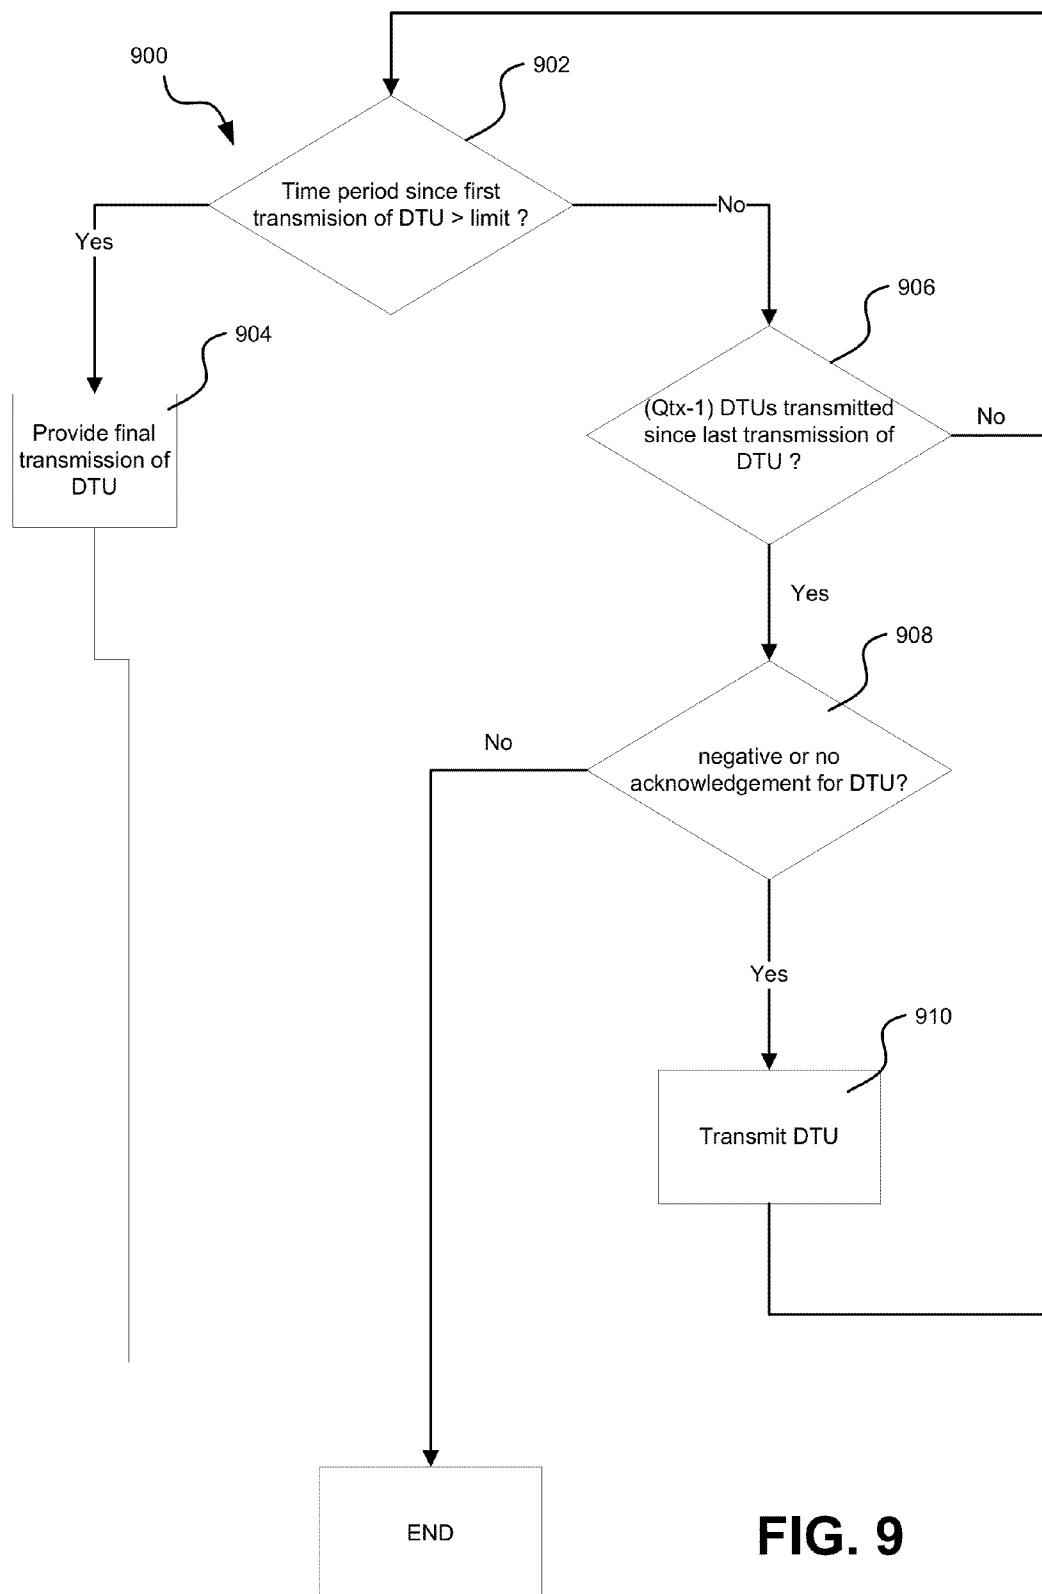 900
902
Time period since first
transmision of DTU > limit ?
Yes
No
904
906
Provide final
transmission of
DTU
(Qtx-1) DTUs transmitted
since last transmission of
DTU ?
No
Yes
908
No
negative or no
acknowledgement for DTU?
Yes
910
Transmit DTU
END
FIG. 9